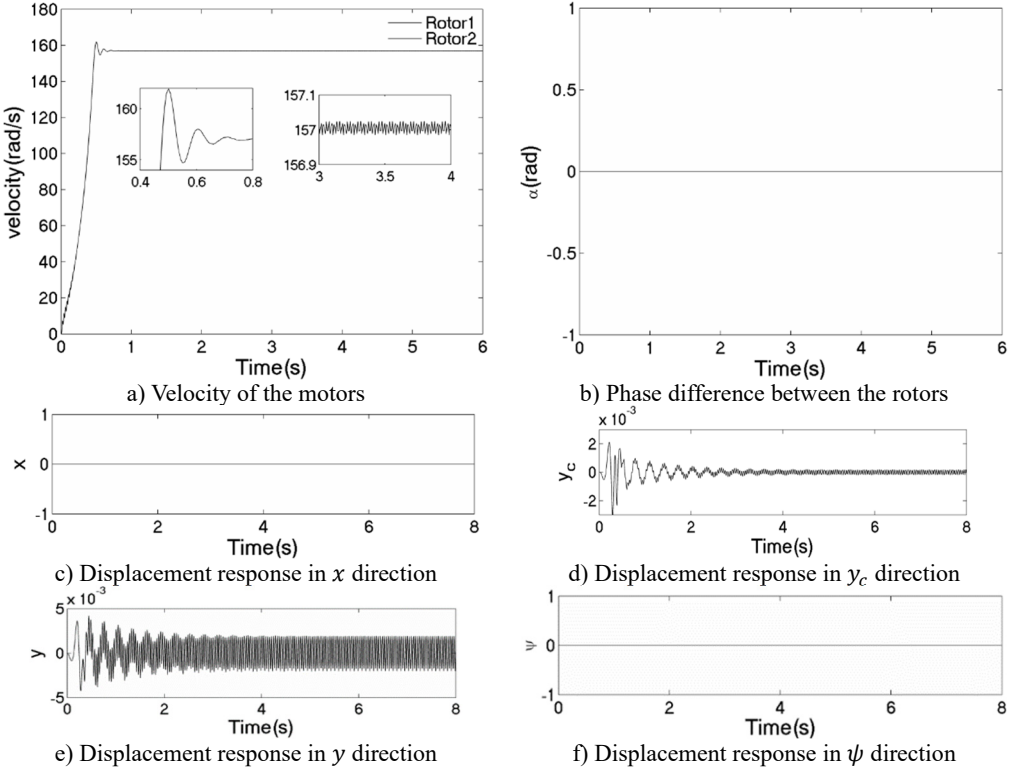 180
160
140
120
100
80
60
40
20
0
velocity(rad/s)
Rotor1
Rotor2
160
155
0.4 0.6 0.8
157.1
157
156.9
3 3.5 4
0 1 2 3 4 5 6
Time(s)
a) Velocity of the motors
1
0.5
0
-0.5
-1
α(rad)
0 1 2 3 4 5 6
Time(s)
b) Phase difference between the rotors
1
0
-1
x
0 2 4 6 8
Time(s)
c) Displacement response in x direction
x 10⁻³
2
0
-2
y_c
0 2 4 6 8
Time(s)
d) Displacement response in y_c direction
x 10⁻³
5
0
-5
y
0 2 4 6 8
Time(s)
e) Displacement response in y direction
1
0
-1
ψ
0 2 4 6 8
Time(s)
f) Displacement response in ψ direction